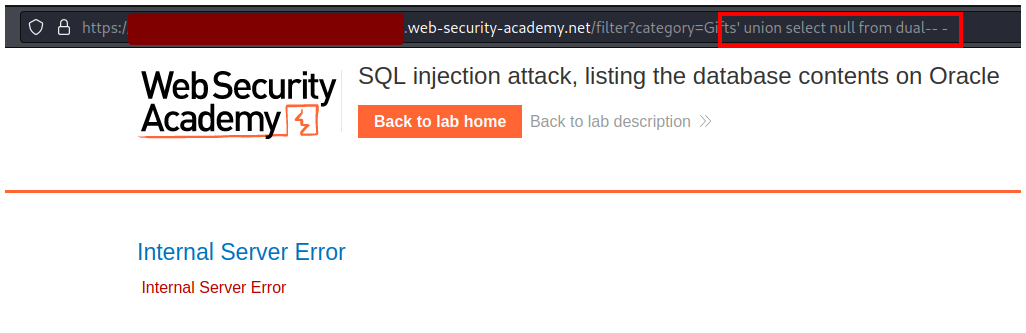 https:// .web-security-academy.net/filter?category=Gifts' union select null from dual-- -
Web Security
Academy
SQL injection attack, listing the database contents on Oracle
Back to lab home
Back to lab description
Internal Server Error
Internal Server Error